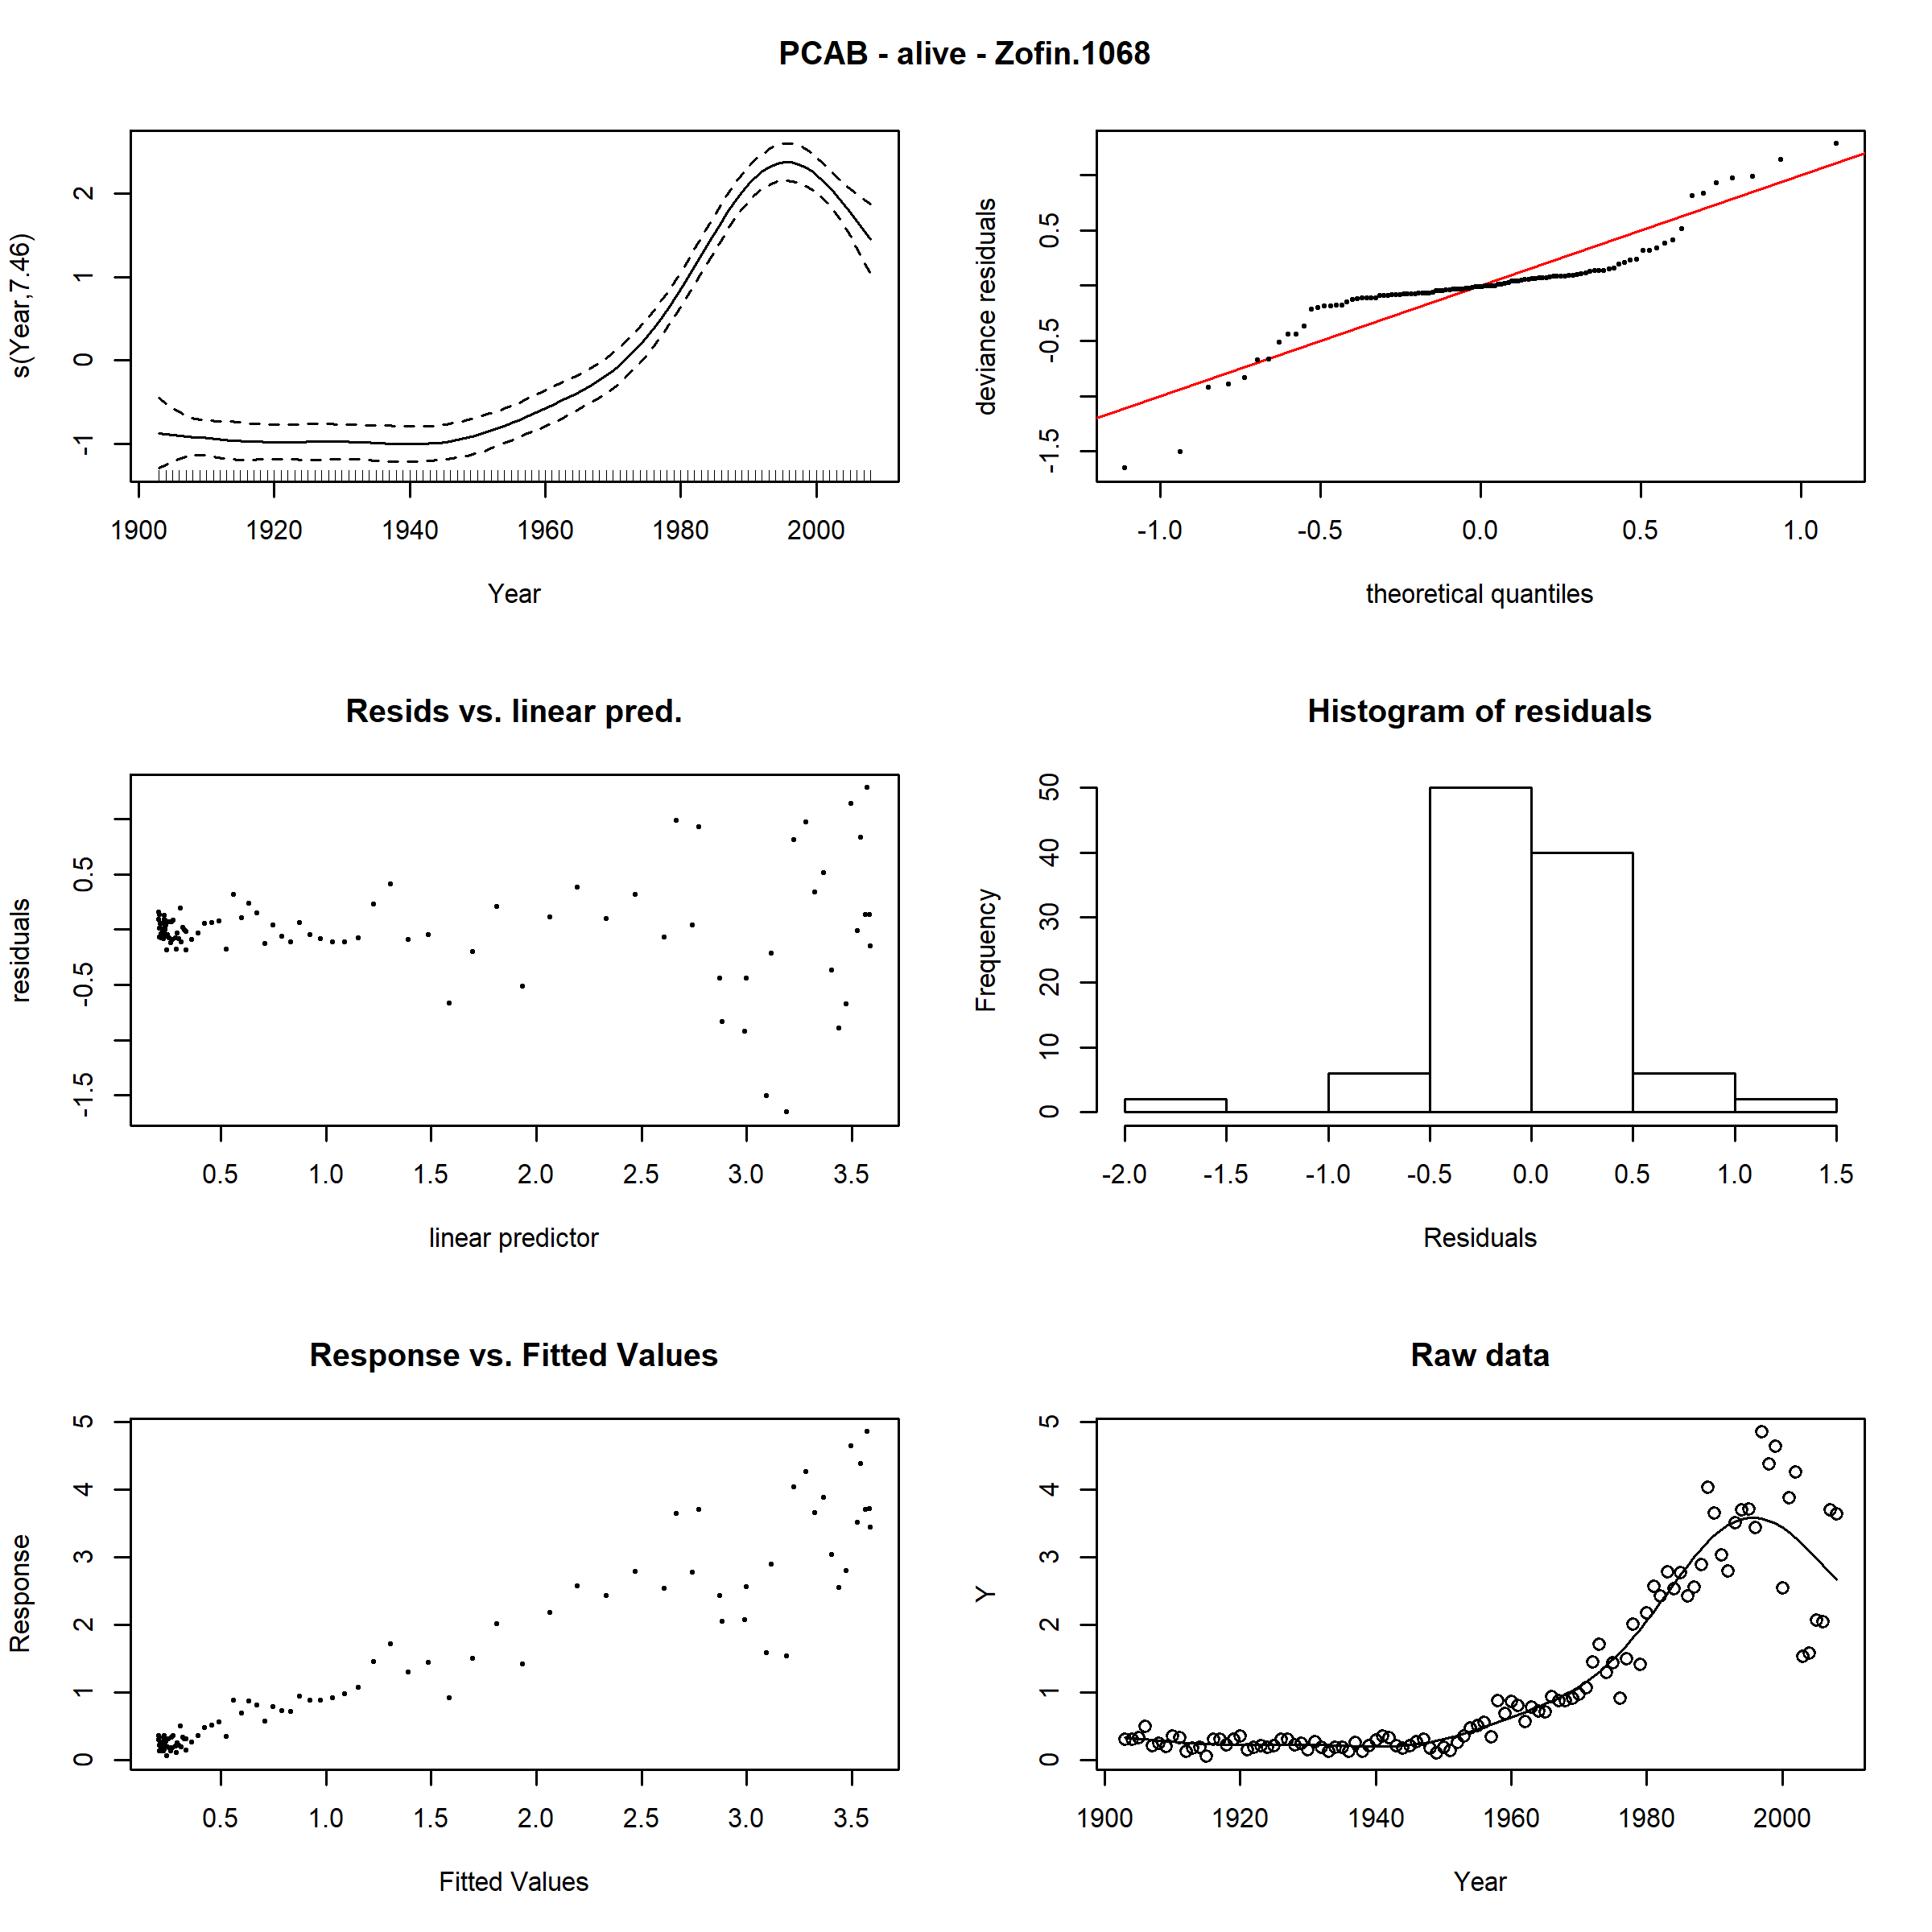 PCAB - alive - Zofin.1068
s(Year,7.46)
2
1
0
-1
1900 1920 1940 1960 1980 2000
Year
deviance residuals
0.5
-0.5
-1.5
-1.0 -0.5 0.0 0.5 1.0
theoretical quantiles
Resids vs. linear pred.
residuals
0.5
-0.5
-1.5
0.5 1.0 1.5 2.0 2.5 3.0 3.5
linear predictor
Histogram of residuals
Frequency
50
40
30
20
10
0
-2.0 -1.5 -1.0 -0.5 0.0 0.5 1.0 1.5
Residuals
Response vs. Fitted Values
Response
5
4
3
2
1
0
0.5 1.0 1.5 2.0 2.5 3.0 3.5
Fitted Values
Raw data
Y
5
4
3
2
1
0
1900 1920 1940 1960 1980 2000
Year